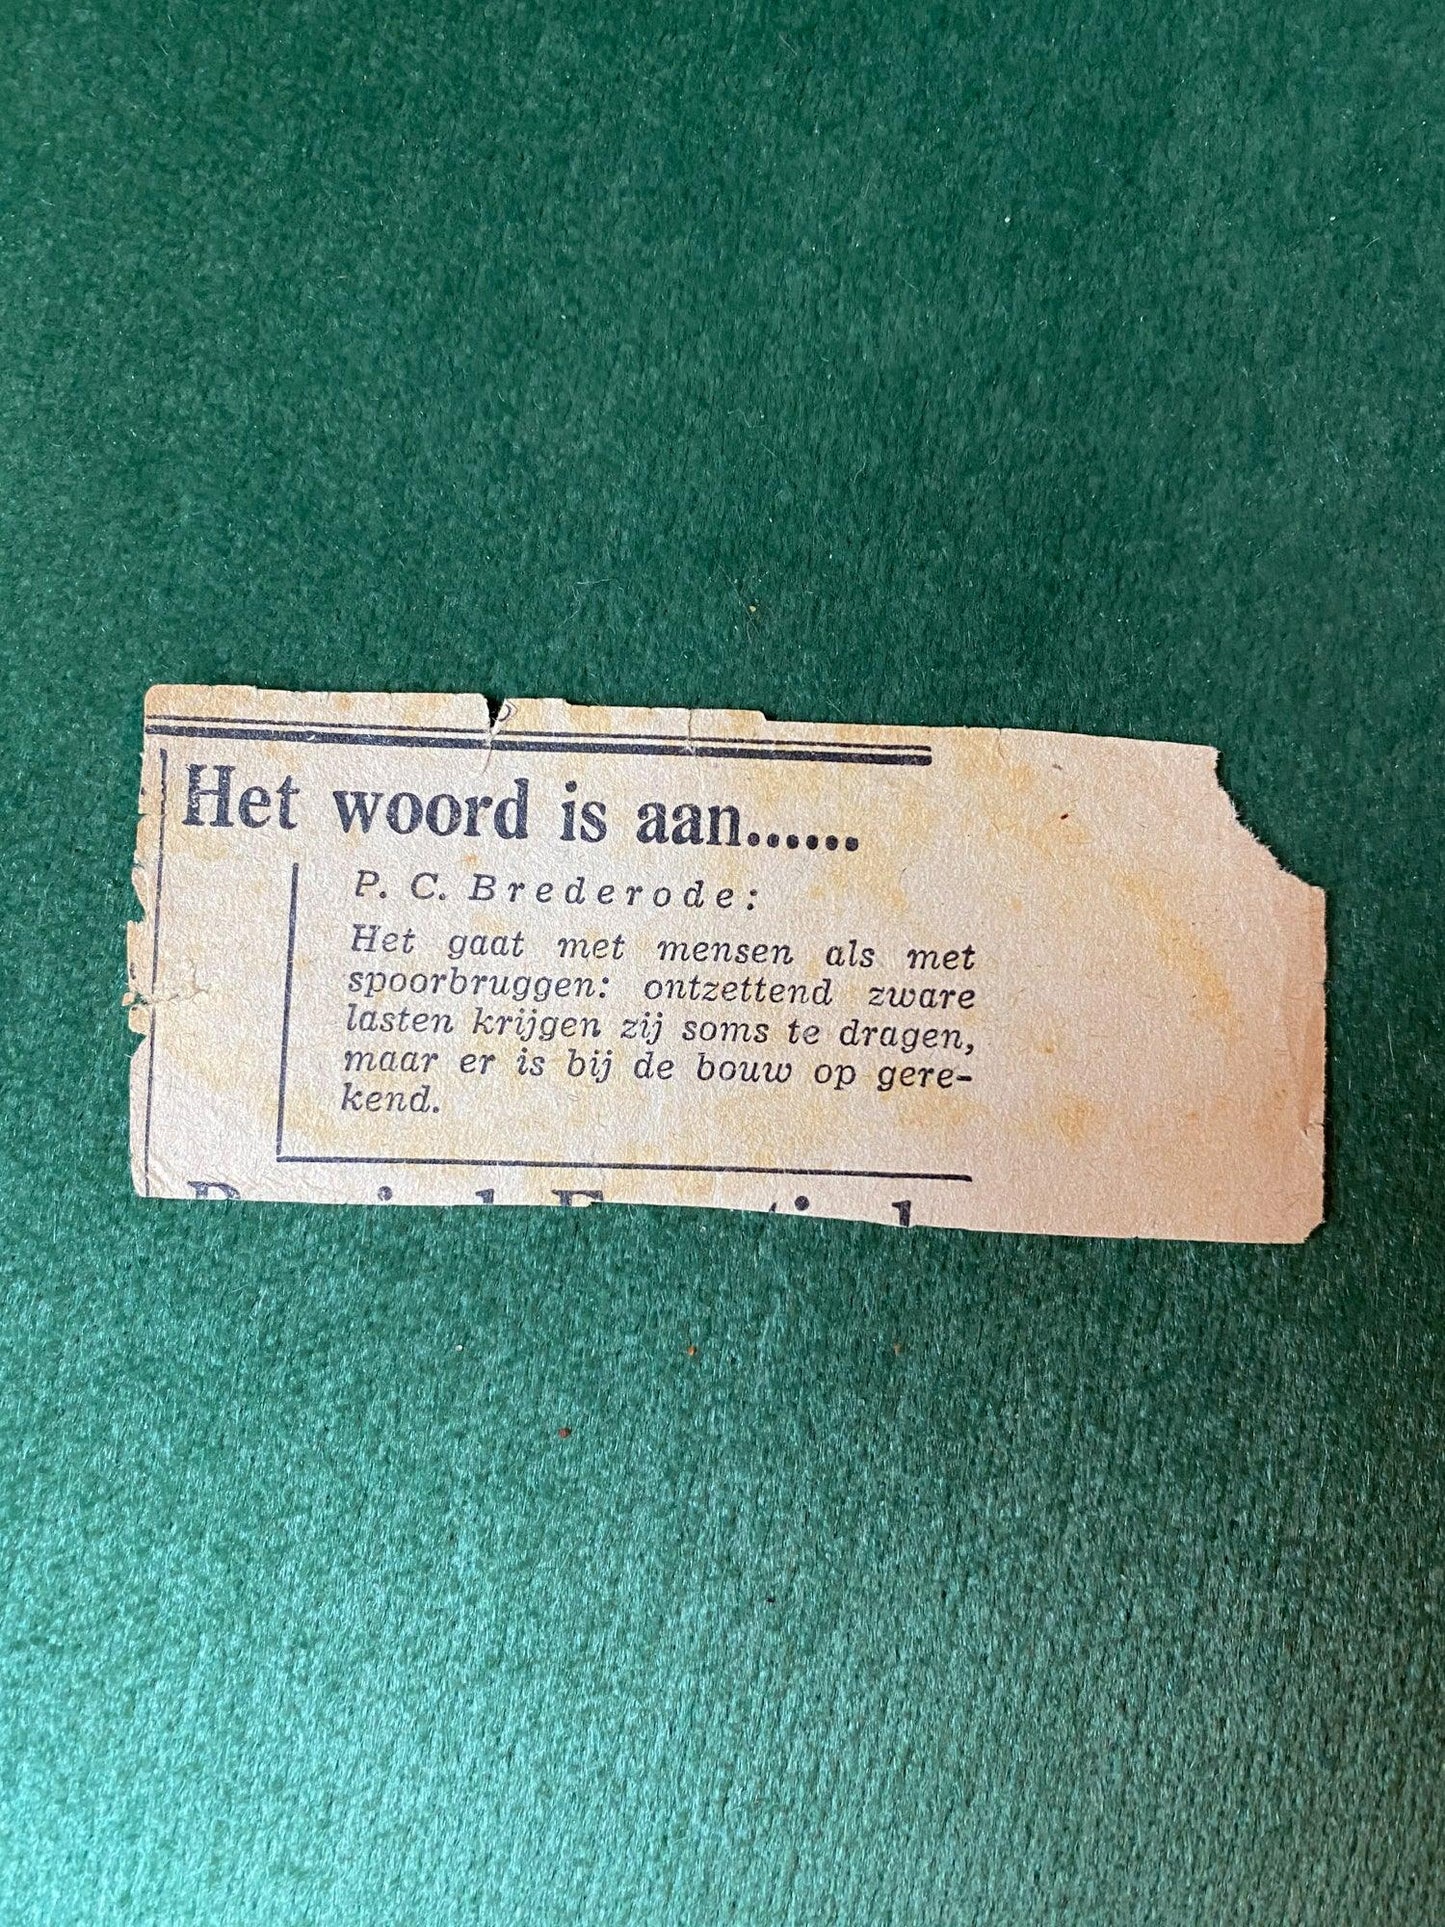 Het woord is aan......
P. C. Brederode:
Het gaat met mensen als met
spoorbruggen: ontzettend zware
lasten krijgen zij soms te dragen,
maar er is bij de bouw op gere-
kend.